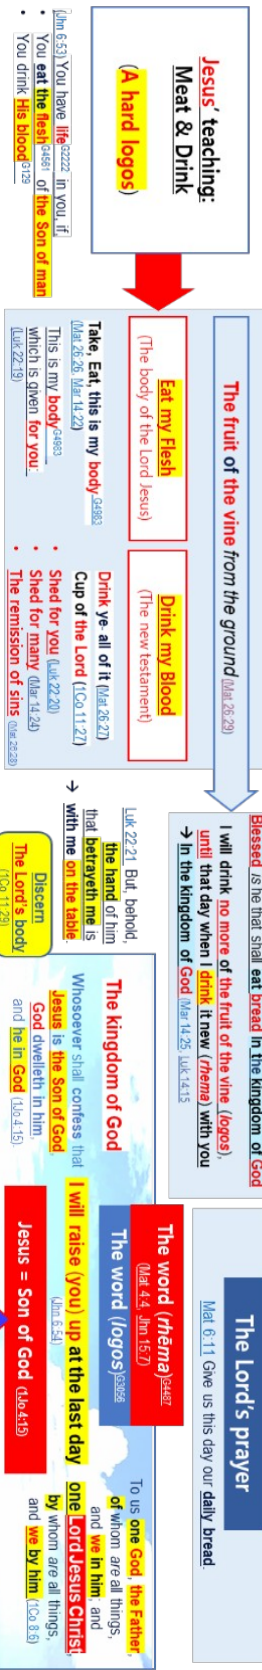 Jesus' teaching:
Meat & Drink
(A hard logos)
(Jhn 6:53) You have life G2222 in you, if,
• You eat the flesh G4561 of the Son of man
• You drink His blood G129
The fruit of the vine from the ground (Mat 26:29)
Eat my Flesh
(The body of the Lord Jesus)
Take, Eat, this is my body G4983
(Mat 26:26, Mar 14:22)
This is my body G4983
which is given for you:
(Luk 22:19)
Drink my Blood
(The new testament)
Drink ye all of it (Mat 26:27)
Cup of the Lord (1Co 11:27)
• Shed for you (Luk 22:20)
• Shed for many (Mar 14:24)
• The remission of sins (Mat 26:28)
Blessed is he that shall eat bread in the kingdom of God
I will drink no more of the fruit of the vine (logos),
until that day when I drink it new (rhema) with you
→ In the kingdom of God (Mar 14:25, Luk 14:15
Luk 22:21 But, behold,
the hand of him
that betrayeth me is
→ with me on the table.
Discern
The Lord's body
(1Co 11:29)
The kingdom of God
Whosoever shall confess that
Jesus is the Son of God,
God dwelleth in him,
and he in God (1Jo 4:15).
The Lord's prayer
Mat 6:11 Give us this day our daily bread.
The word (rhēma) G4487
(Mat 4:4, Jhn 15:7)
The word (logos) G3056
I will raise (you) up at the last day
(Jhn 6:54)
Jesus = Son of God (1Jo 4:15)
To us one God, the Father,
of whom are all things,
and we in him; and
one Lord Jesus Christ,
by whom are all things,
and we by him (1Co 8:6)